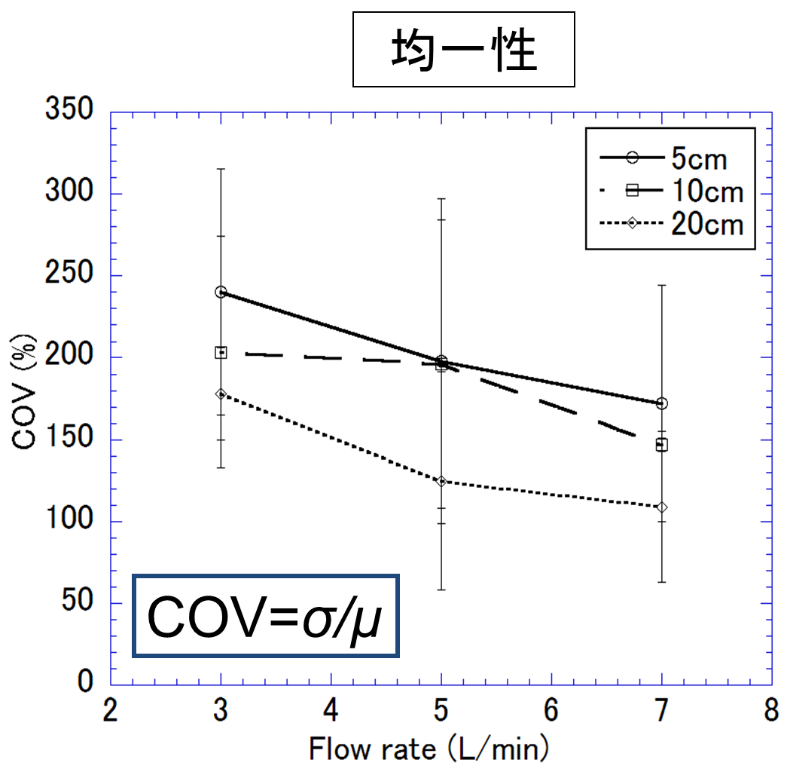 均一性
350
300
250
200
150
100
50
0
COV (%)
5cm
10cm
20cm
COV=σ/μ
2 3 4 5 6 7 8
Flow rate (L/min)